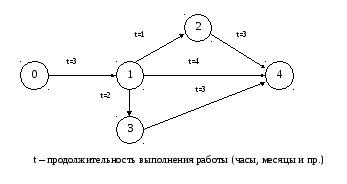 2
t=1
t=3
t=3
t=4
0
1
4
t=2
t=3
3
t – продолжительность выполнения работы (часы, месяцы и пр.)